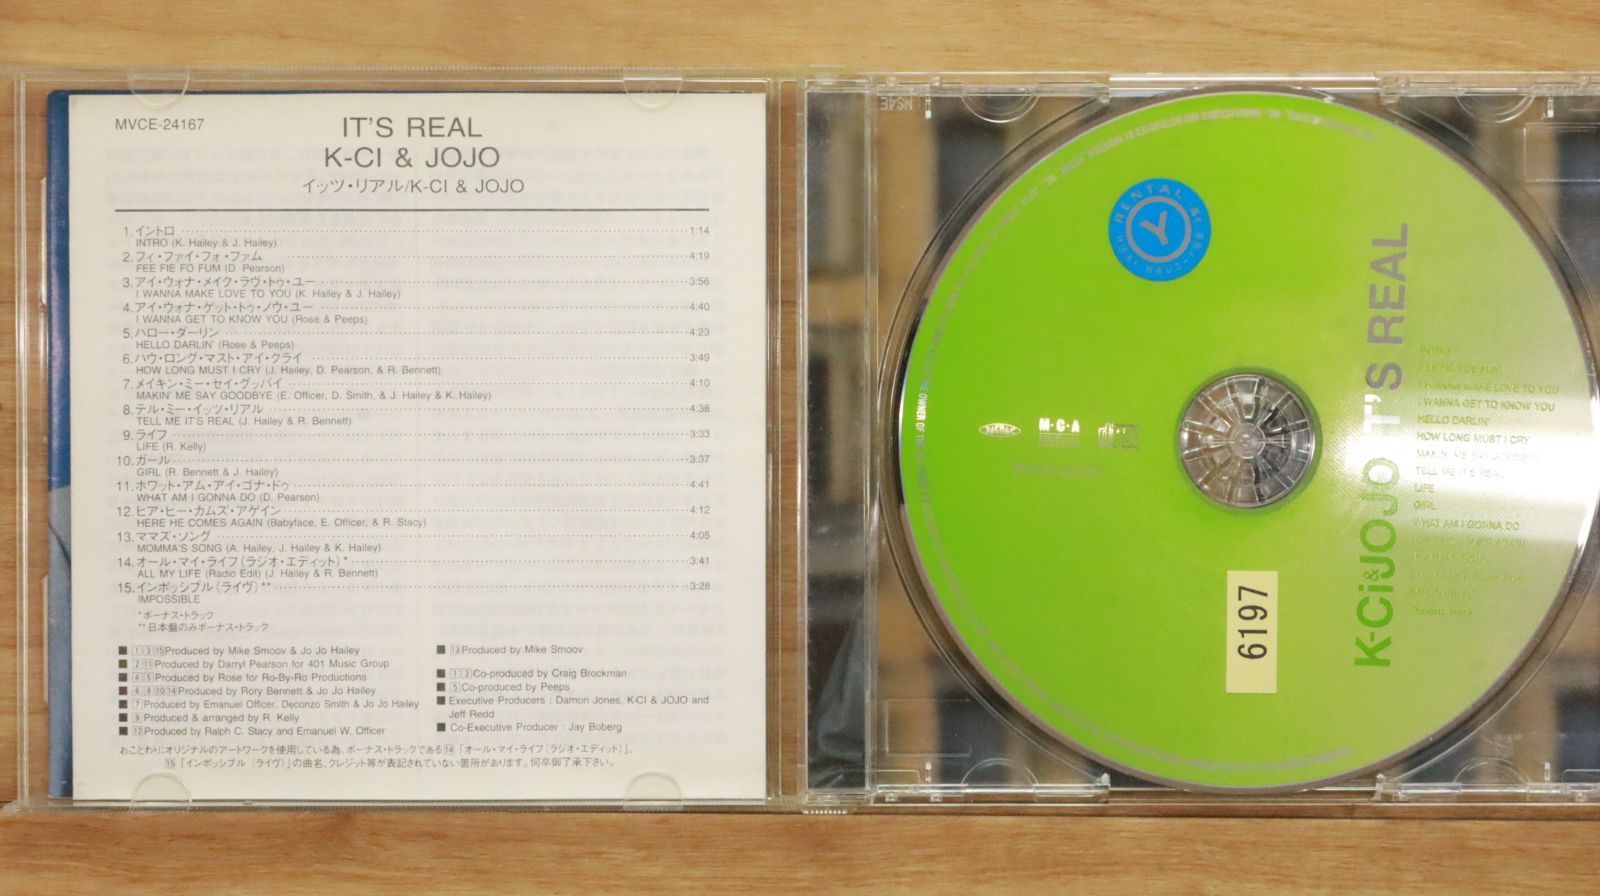 MVCE-24167
IT'S REAL
K-CI & JOJO
イッツ・リアル/K-CI & JOJO
1. イントロ 1:14
INTRO (K. Hailey & J. Hailey)
2. フィ・ファイ・フォ・ファム 4:19
FEE FIE FO FUM (D. Pearson)
3. アイ・ウォナ・メイク・ラヴ・トゥ・ユー 3:56
I WANNA MAKE LOVE TO YOU (K. Hailey & J. Hailey)
4. アイ・ウォナ・ゲット・トゥ・ノウ・ユー 4:40
I WANNA GET TO KNOW YOU (Rose & Peeps)
5. ハロー・ダーリン 4:23
HELLO DARLIN' (Rose & Peeps)
6. ハウ・ロング・マスト・アイ・クライ 3:49
HOW LONG MUST I CRY (J. Hailey, D. Pearson, & R. Bennett)
7. メイキン・ミー・セイ・グッバイ 4:10
MAKIN' ME SAY GOODBYE (E. Officer, D. Smith, & J. Hailey & K. Hailey)
8. テル・ミー・イッツ・リアル 4:38
TELL ME IT'S REAL (J. Hailey & R. Bennett)
9. ライフ 3:33
LIFE (R. Kelly)
10. ガール 3:37
GIRL (R. Bennett & J. Hailey)
11. ホワット・アム・アイ・ゴナ・ドゥ 4:41
WHAT AM I GONNA DO (D. Pearson)
12. ヒア・ヒー・カムズ・アゲイン 4:12
HERE HE COMES AGAIN (Babyface, E. Officer, & R. Stacy)
13. ママズ・ソング 4:05
MOMMA'S SONG (A. Hailey, J. Hailey & K. Hailey)
14. オール・マイ・ライフ(ラジオ・エディット)* 3:41
ALL MY LIFE (Radio Edit) (J. Hailey & R. Bennett)
15. インポッシブル(ライヴ)** 3:28
IMPOSSIBLE
*ボーナス・トラック
**日本盤のみボーナス・トラック
■ 1 3 15 Produced by Mike Smoov & Jo Jo Hailey
■ 2 11 Produced by Darryl Pearson for 401 Music Group
■ 4 5 Produced by Rose for Ro-By-Ro Productions
■ 6 8 10 14 Produced by Rory Bennett & Jo Jo Hailey
■ 7 Produced by Emanuel Officer, Deconzo Smith & Jo Jo Hailey
■ 9 Produced & arranged by R. Kelly
■ 12 Produced by Ralph C. Stacy and Emanuel W. Officer
■ 13 Produced by Mike Smoov
■ 1 3 Co-produced by Craig Brockman
■ 5 Co-produced by Peeps
■ Executive Producers : Damon Jones, K-CI & JOJO and
Jeff Redd
■ Co-Executive Producer : Jay Boberg
おことわり:オリジナルのアートワークを使用している為、ボーナス・トラックである⑭「オール・マイ・ライフ(ラジオ・エディット)」、
⑮「インポッシブル (ライヴ)」の曲名、クレジット等が表記されていない箇所があります。何卒御了承下さい。
NS4E
RENTAL
Y
M・C・A
6197
K-Ci&JOJO IT'S REAL
INTRO
FEE FIE FOE FUM
I WANNA MAKE LOVE TO YOU
I WANNA GET TO KNOW YOU
HELLO DARLIN'
HOW LONG MUST I CRY
MAKIN' ME SAY GOODBYE
TELL ME IT'S REAL
LIFE
GIRL
WHAT AM I GONNA DO
IMPOSSIBLE